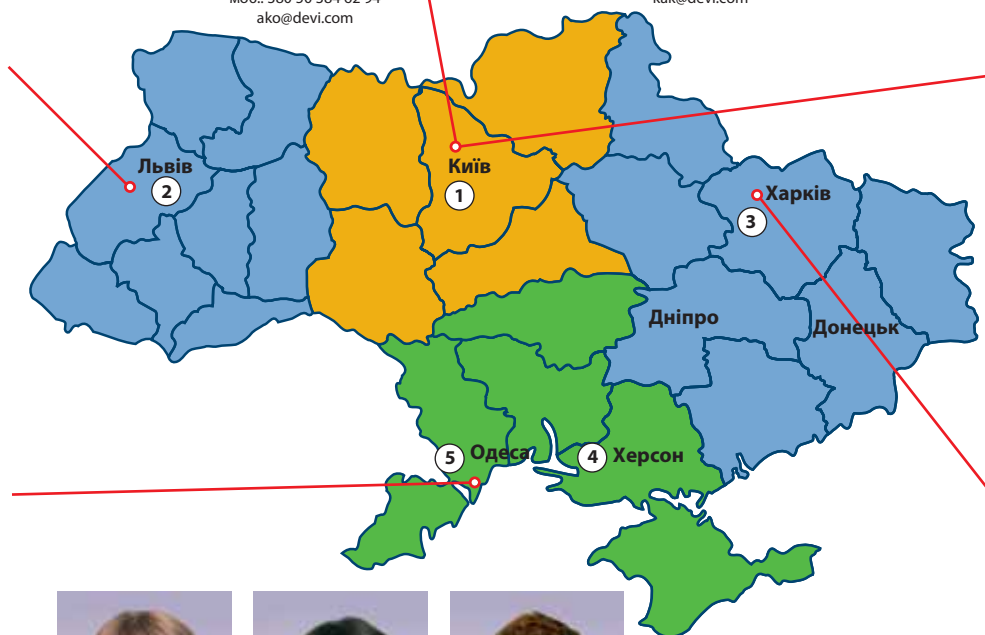 ako@devi.com
Львів
2
Київ
1
Харків
3
Дніпро
Донецьк
5
Одеса
4
Херсон